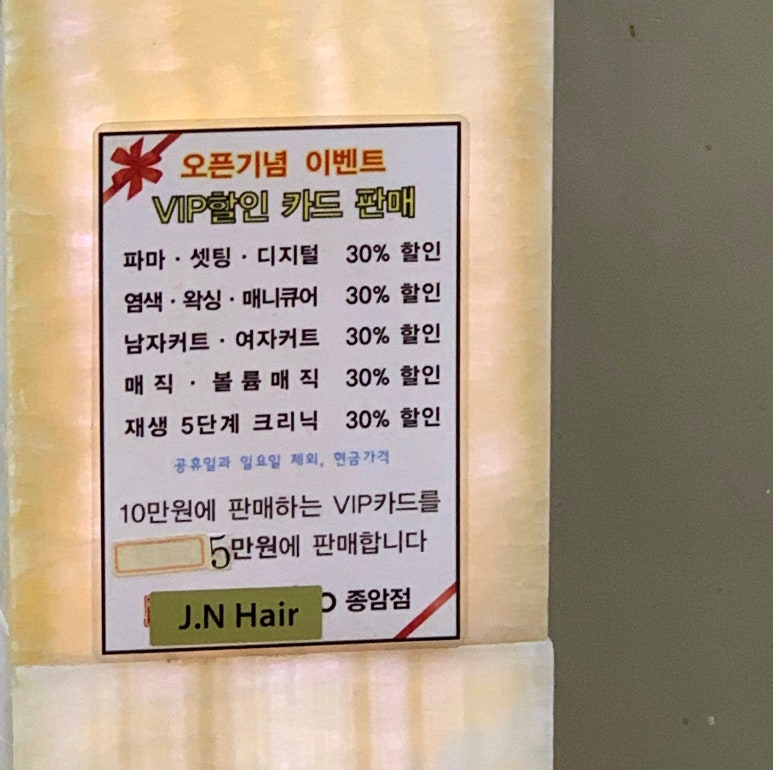 오픈기념 이벤트
VIP할인 카드 판매
파마 · 셋팅 · 디지털 30% 할인
염색 · 왁싱 · 매니큐어 30% 할인
남자커트 · 여자커트 30% 할인
매직 · 볼륨매직 30% 할인
재생 5단계 크리닉 30% 할인
공휴일과 일요일 제외, 현금가격
10만원에 판매하는 VIP카드를
5만원에 판매합니다
J.N Hair 종암점